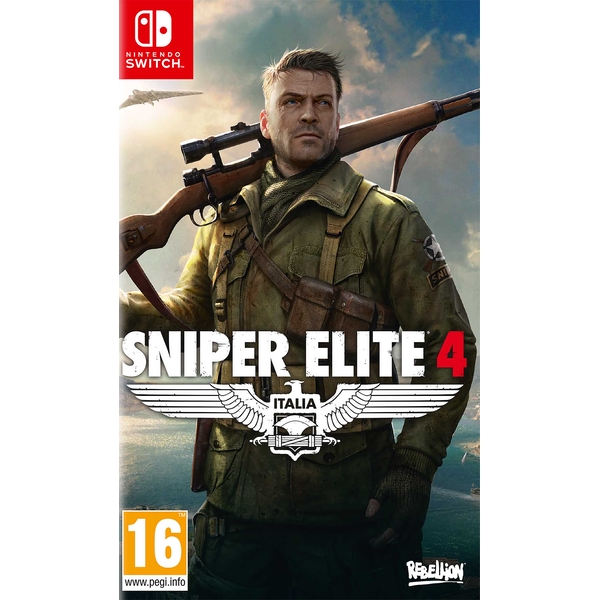 NINTENDO
SWITCH
SNIPER ELITE 4
ITALIA
16
www.pegi.info
REBELLION